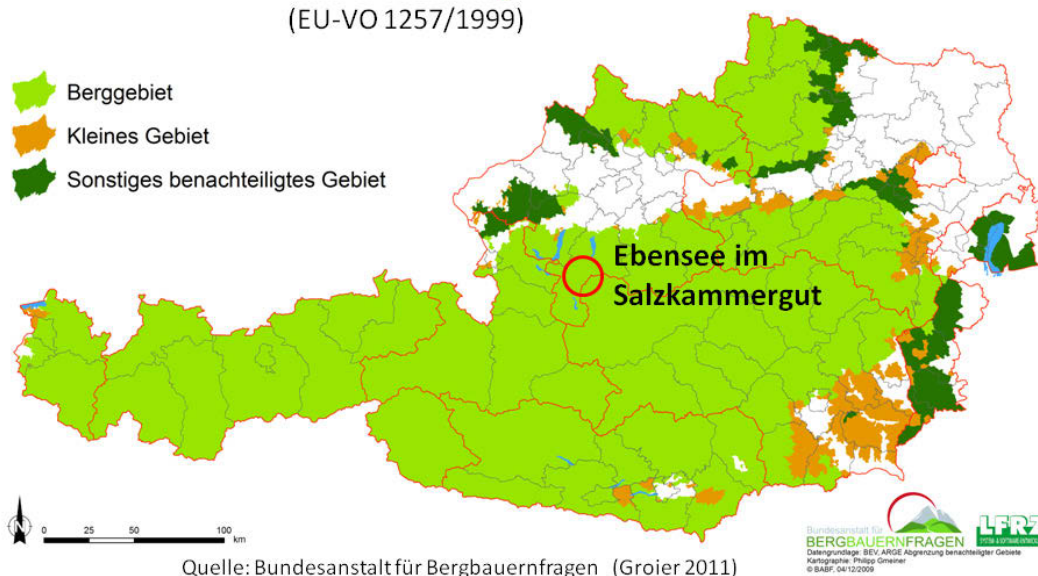 (EU-VO 1257/1999)
Berggebiet
Kleines Gebiet
Sonstiges benachteiligtes Gebiet
Ebensee im
Salzkammergut
N
0 25 50 100
km
Bundesanstalt für
BERGBAUERNFRAGEN
LFRZ
Datengrundlage: BEV, ARGE Abgrenzung benachteiligter Gebiete
Kartographie: Philipp Gmeiner
© BABF, 04/12/2009
Quelle: Bundesanstalt für Bergbauernfragen (Groier 2011)